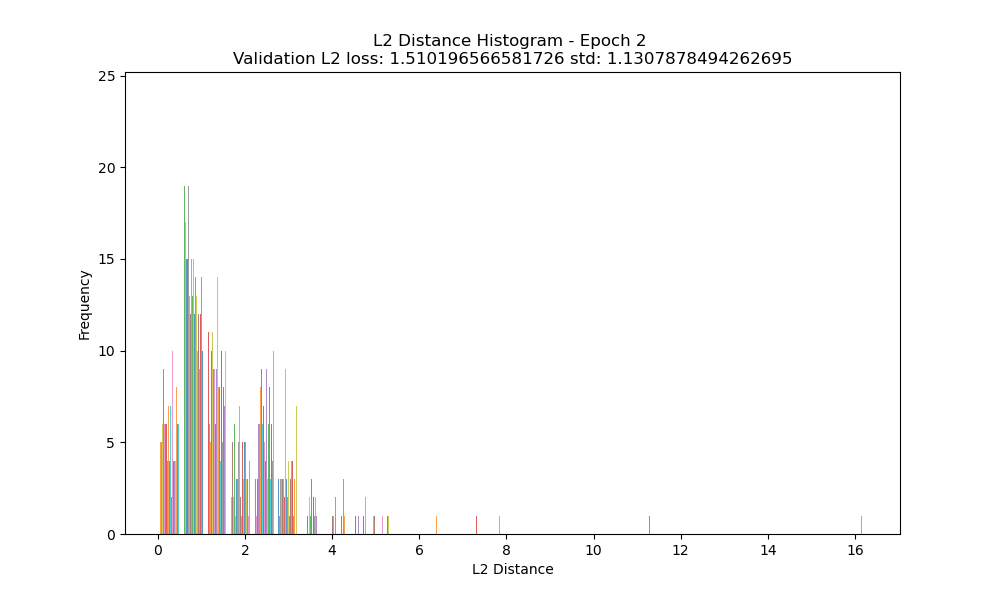 L2 Distance Histogram - Epoch 2
Validation L2 loss: 1.510196566581726 std: 1.1307878494262695
25
20
15
10
5
0
Frequency
0 2 4 6 8 10 12 14 16
L2 Distance